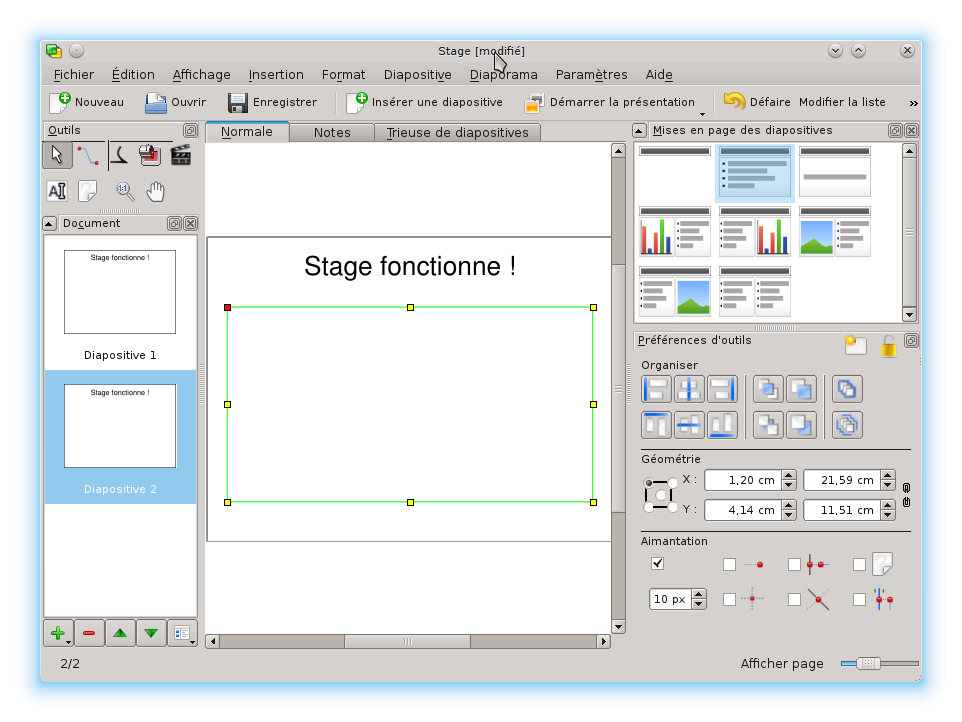 Stage [modifié]
Fichier Édition Affichage Insertion Format Diapositive Diaporama Paramètres Aide
Nouveau Ouvrir Enregistrer Insérer une diapositive Démarrer la présentation Défaire Modifier la liste »
Outils
Normale Notes Trieuse de diapositives
Mises en page des diapositives
AI
1:1
Document
Stage fonctionne !
Diapositive 1
Stage fonctionne !
Diapositive 2
Stage fonctionne !
Préférences d'outils
Organiser
Géométrie
X : 1,20 cm 21,59 cm
Y : 4,14 cm 11,51 cm
Aimantation
10 px
2/2
Afficher page